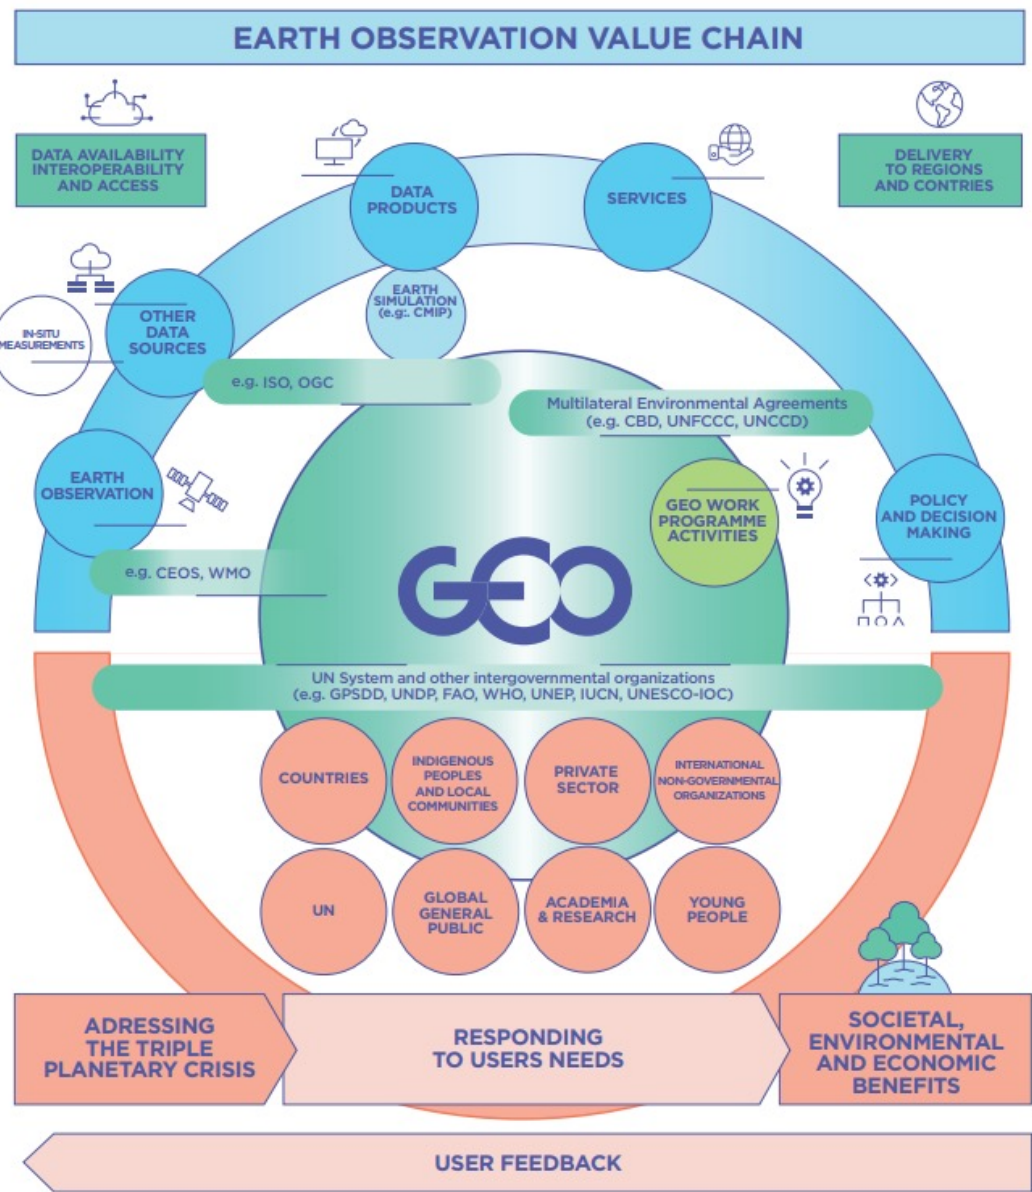 EARTH OBSERVATION VALUE CHAIN
DATA AVAILABILITY
INTEROPERABILITY
AND ACCESS
DELIVERY
TO REGIONS
AND CONTRIES
DATA
PRODUCTS
SERVICES
EARTH
SIMULATION
(e.g:. CMIP)
OTHER
DATA
SOURCES
IN-SITU
MEASUREMENTS
e.g. ISO, OGC
Multilateral Environmental Agreements
(e.g. CBD, UNFCCC, UNCCD)
EARTH
OBSERVATION
GEO WORK
PROGRAMME
ACTIVITIES
POLICY
AND DECISION
MAKING
e.g. CEOS, WMO
GEO
UN System and other intergovernmental organizations
(e.g. GPSDD, UNDP, FAO, WHO, UNEP, IUCN, UNESCO-IOC)
COUNTRIES
INDIGENOUS
PEOPLES
AND LOCAL
COMMUNITIES
PRIVATE
SECTOR
INTERNATIONAL
NON-GOVERNMENTAL
ORGANIZATIONS
UN
GLOBAL
GENERAL
PUBLIC
ACADEMIA
& RESEARCH
YOUNG
PEOPLE
ADRESSING
THE TRIPLE
PLANETARY CRISIS
RESPONDING
TO USERS NEEDS
SOCIETAL,
ENVIRONMENTAL
AND ECONOMIC
BENEFITS
USER FEEDBACK